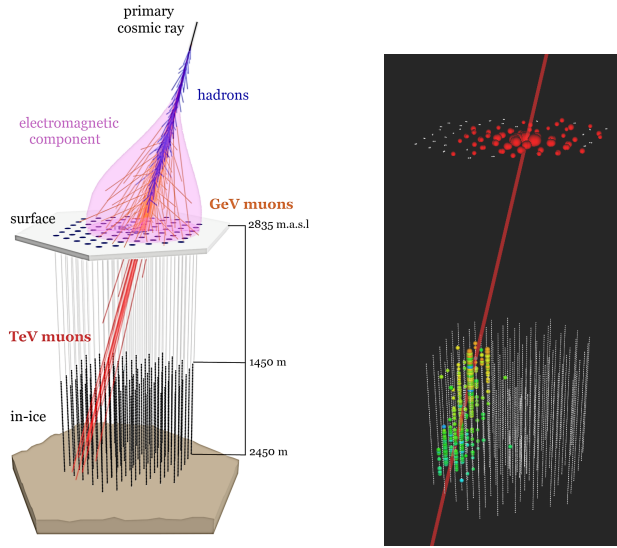 primary
cosmic ray
hadrons
electromagnetic
component
GeV muons
surface
2835 m.a.s.l
TeV muons
1450 m
in-ice
2450 m